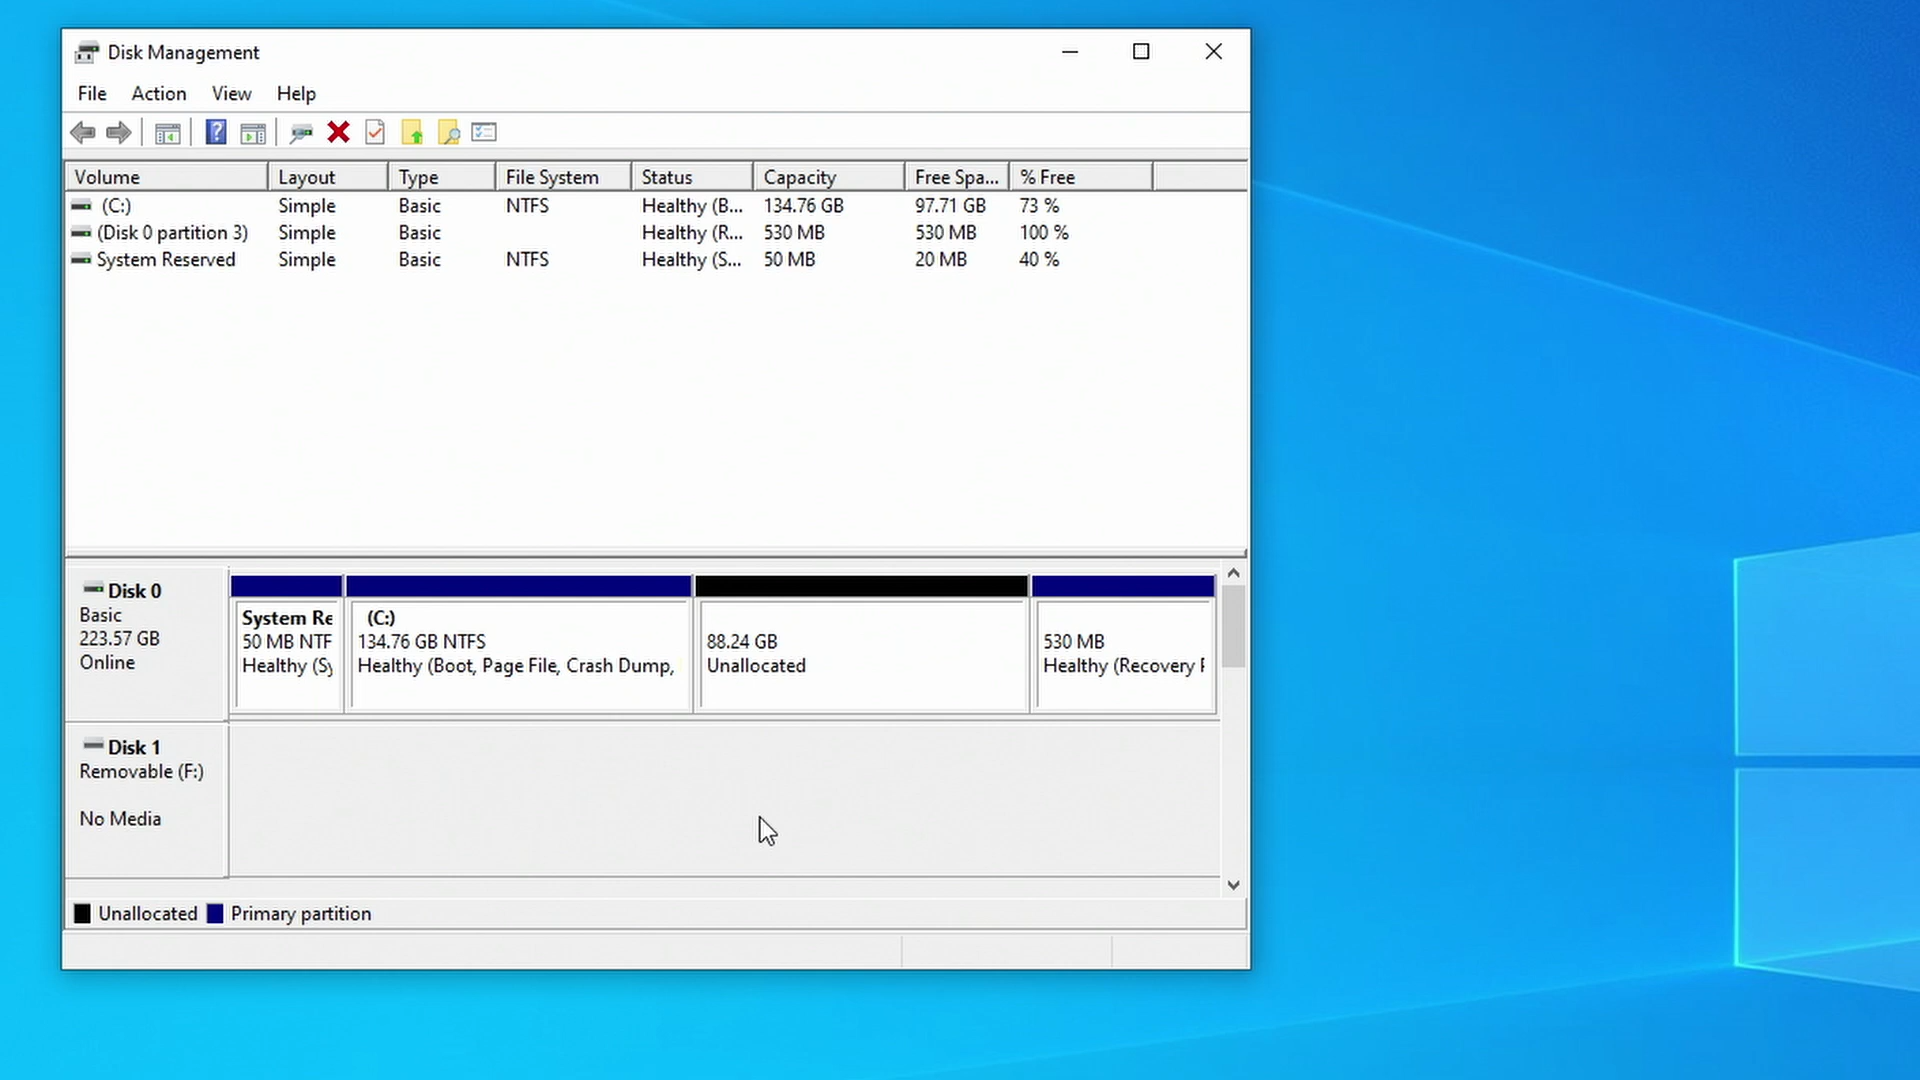 Disk Management
File Action View Help
Volume Layout Type File System Status Capacity Free Spa... % Free
(C:) Simple Basic NTFS Healthy (B... 134.76 GB 97.71 GB 73 %
(Disk 0 partition 3) Simple Basic Healthy (R... 530 MB 530 MB 100 %
System Reserved Simple Basic NTFS Healthy (S... 50 MB 20 MB 40 %
Disk 0
Basic
223.57 GB
Online
System Re
50 MB NTF
Healthy (Sy
(C:)
134.76 GB NTFS
Healthy (Boot, Page File, Crash Dump,
88.24 GB
Unallocated
530 MB
Healthy (Recovery P
Disk 1
Removable (F:)
No Media
Unallocated Primary partition